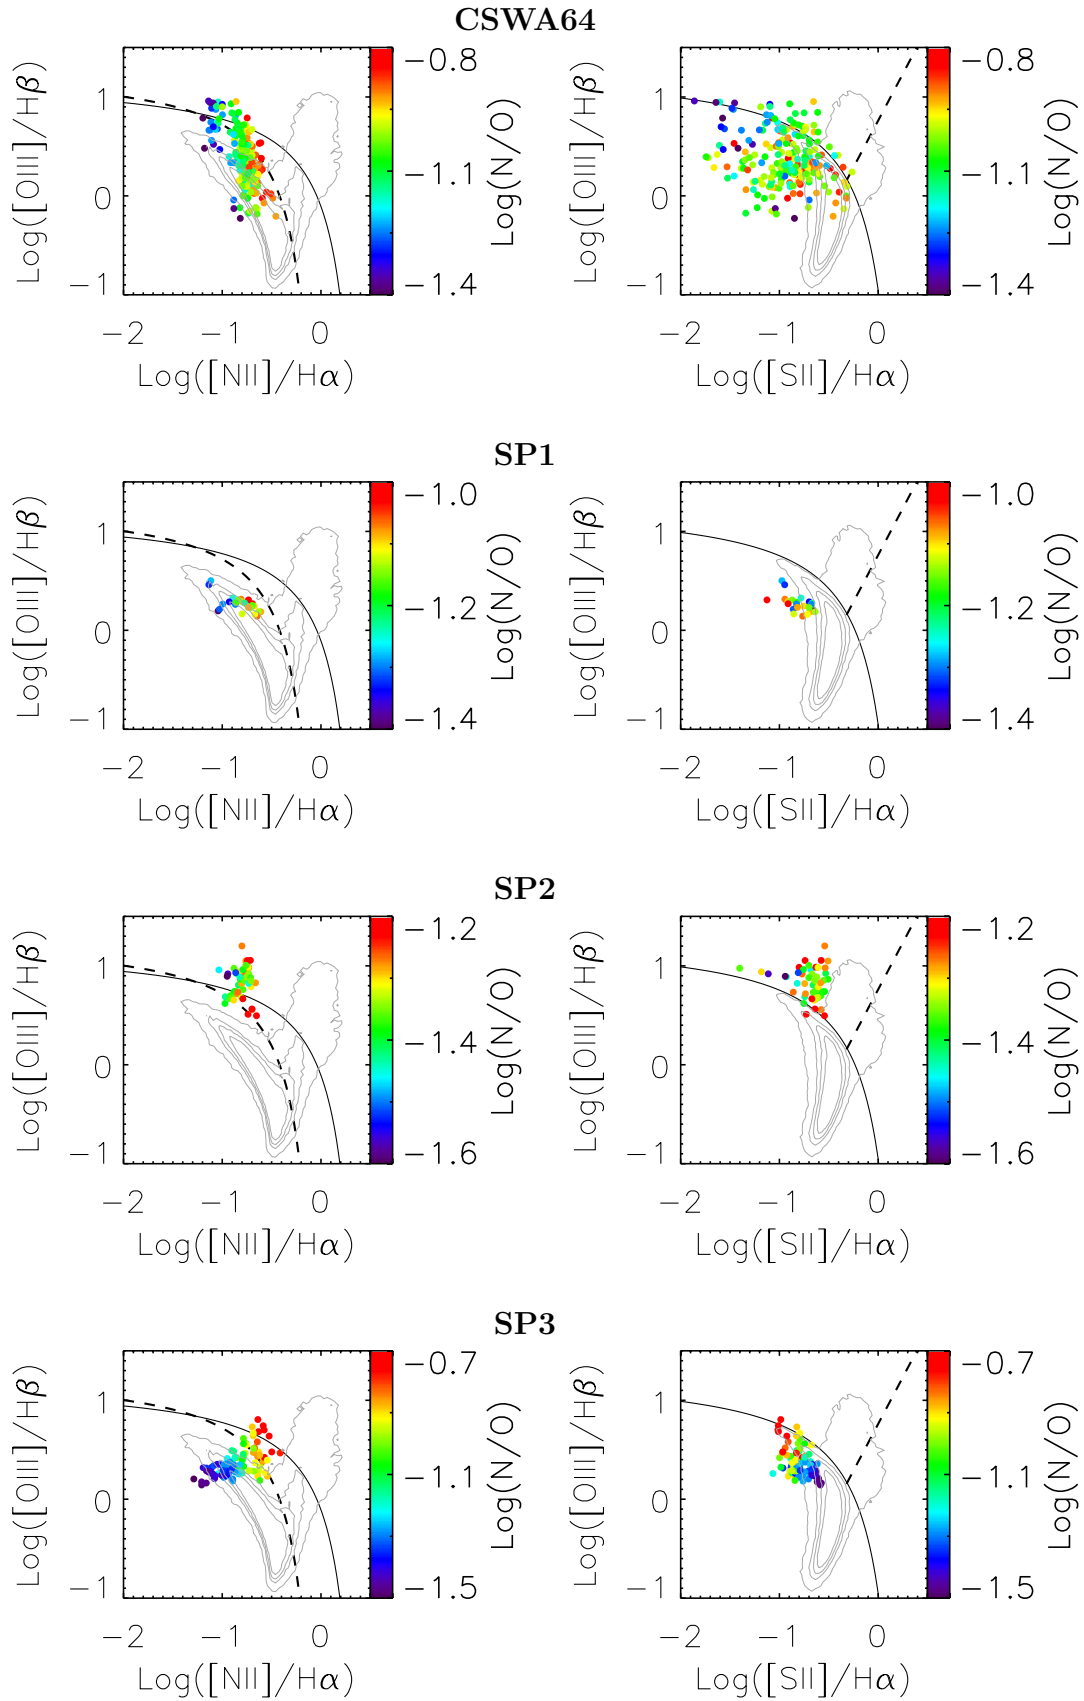 CSWA64
Log([OIII]/Hβ)
1
0
−1
−2 −1 0
Log([NII]/Hα)
−0.8
−1.1
−1.4
Log(N/O)
Log([OIII]/Hβ)
1
0
−1
−2 −1 0
Log([SII]/Hα)
−0.8
−1.1
−1.4
Log(N/O)
SP1
Log([OIII]/Hβ)
1
0
−1
−2 −1 0
Log([NII]/Hα)
−1.0
−1.2
−1.4
Log(N/O)
Log([OIII]/Hβ)
1
0
−1
−2 −1 0
Log([SII]/Hα)
−1.0
−1.2
−1.4
Log(N/O)
SP2
Log([OIII]/Hβ)
1
0
−1
−2 −1 0
Log([NII]/Hα)
−1.2
−1.4
−1.6
Log(N/O)
Log([OIII]/Hβ)
1
0
−1
−2 −1 0
Log([SII]/Hα)
−1.2
−1.4
−1.6
Log(N/O)
SP3
Log([OIII]/Hβ)
1
0
−1
−2 −1 0
Log([NII]/Hα)
−0.7
−1.1
−1.5
Log(N/O)
Log([OIII]/Hβ)
1
0
−1
−2 −1 0
Log([SII]/Hα)
−0.7
−1.1
−1.5
Log(N/O)